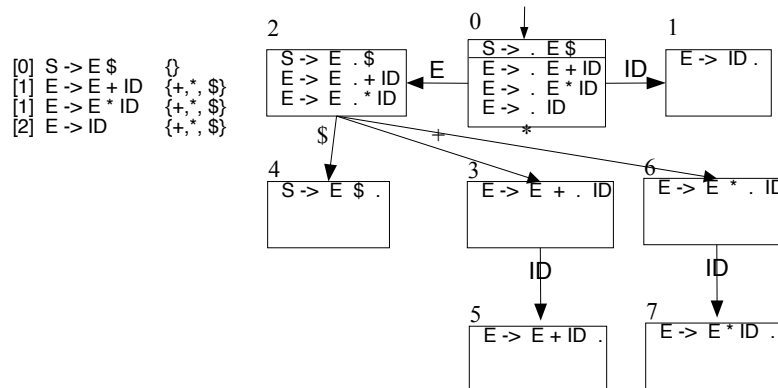 [0] S -> E $ {}
[1] E -> E + ID {+,*, $}
[1] E -> E * ID {+,*, $}
[2] E -> ID {+,*, $}
2
S -> E . $
E -> E . + ID
E -> E . * ID
E
0
S -> . E $
E -> . E + ID
E -> . E * ID
E -> . ID
ID
1
E -> ID .
$
+
*
4
S -> E $ .
3
E -> E + . ID
6
E -> E * . ID
ID
ID
5
E -> E + ID .
7
E -> E * ID .